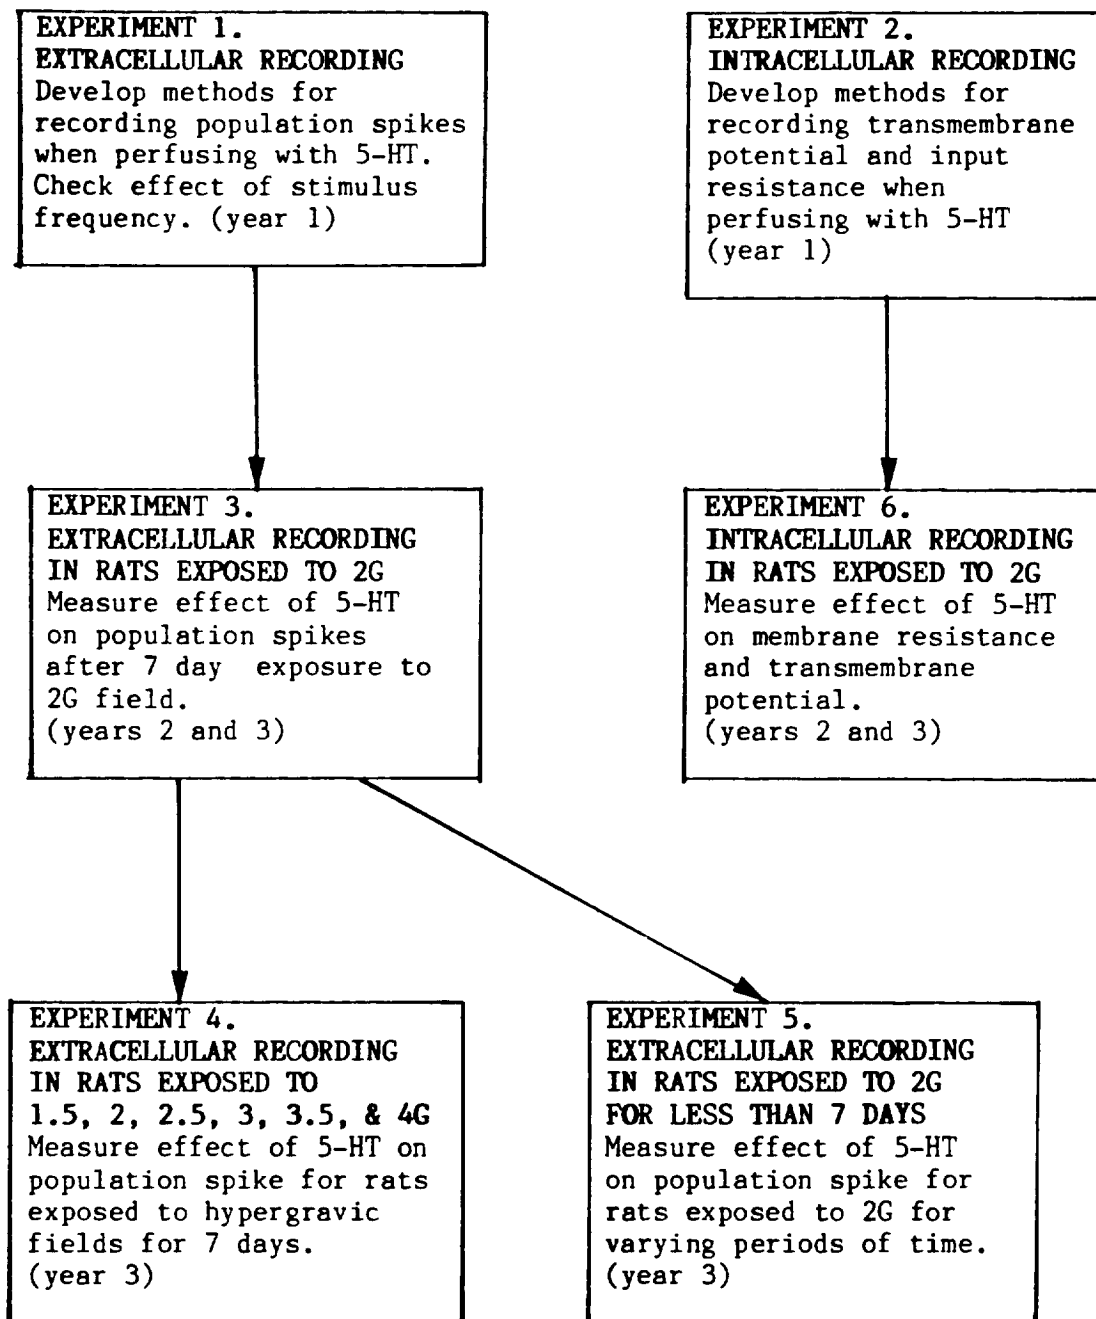 EXPERIMENT 1.
EXTRACELLULAR RECORDING
Develop methods for
recording population spikes
when perfusing with 5-HT.
Check effect of stimulus
frequency. (year 1)
EXPERIMENT 2.
INTRACELLULAR RECORDING
Develop methods for
recording transmembrane
potential and input
resistance when
perfusing with 5-HT
(year 1)
EXPERIMENT 3.
EXTRACELLULAR RECORDING
IN RATS EXPOSED TO 2G
Measure effect of 5-HT
on population spikes
after 7 day exposure to
2G field.
(years 2 and 3)
EXPERIMENT 6.
INTRACELLULAR RECORDING
IN RATS EXPOSED TO 2G
Measure effect of 5-HT
on membrane resistance
and transmembrane
potential.
(years 2 and 3)
EXPERIMENT 4.
EXTRACELLULAR RECORDING
IN RATS EXPOSED TO
1.5, 2, 2.5, 3, 3.5, & 4G
Measure effect of 5-HT on
population spike for rats
exposed to hypergravic
fields for 7 days.
(year 3)
EXPERIMENT 5.
EXTRACELLULAR RECORDING
IN RATS EXPOSED TO 2G
FOR LESS THAN 7 DAYS
Measure effect of 5-HT
on population spike for
rats exposed to 2G for
varying periods of time.
(year 3)